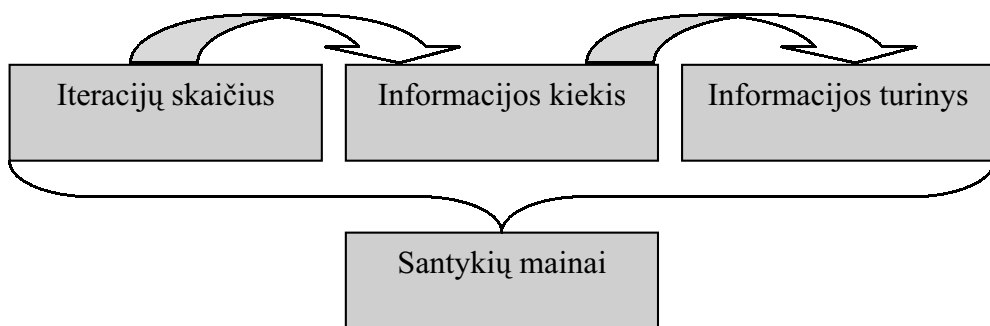 Iteracijų skaičius
Informacijos kiekis
Informacijos turinys
Santykių mainai